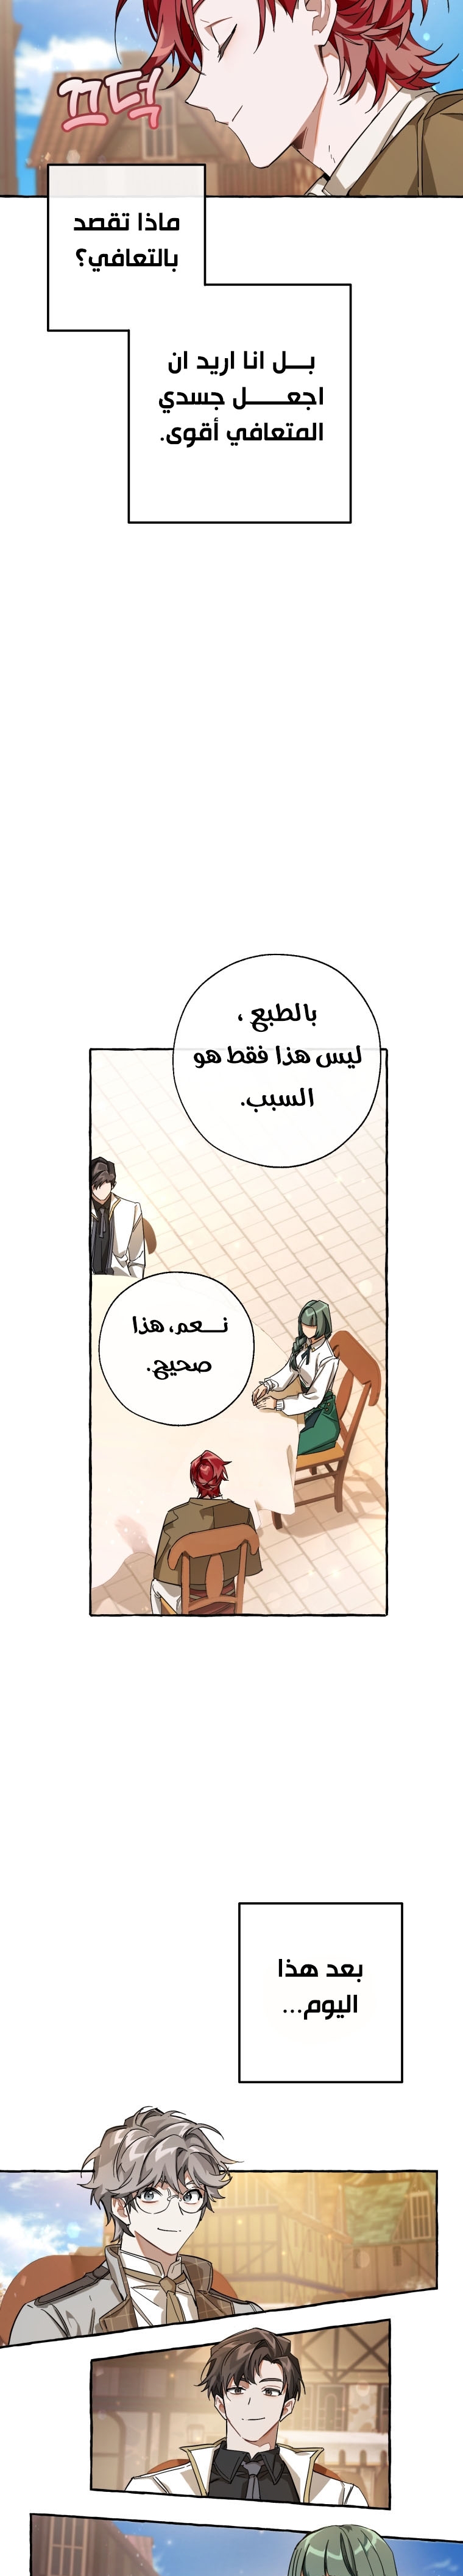 끄덕
ماذا تقصد
بالتعافي؟
بـــل انا اريد ان
اجعـــــل جسدي
المتعافي أقوى.
بالطبع ،
ليس هذا فقط هو
السبب.
نـــعم، هذا
صحيح.
بعد هذا
اليوم...